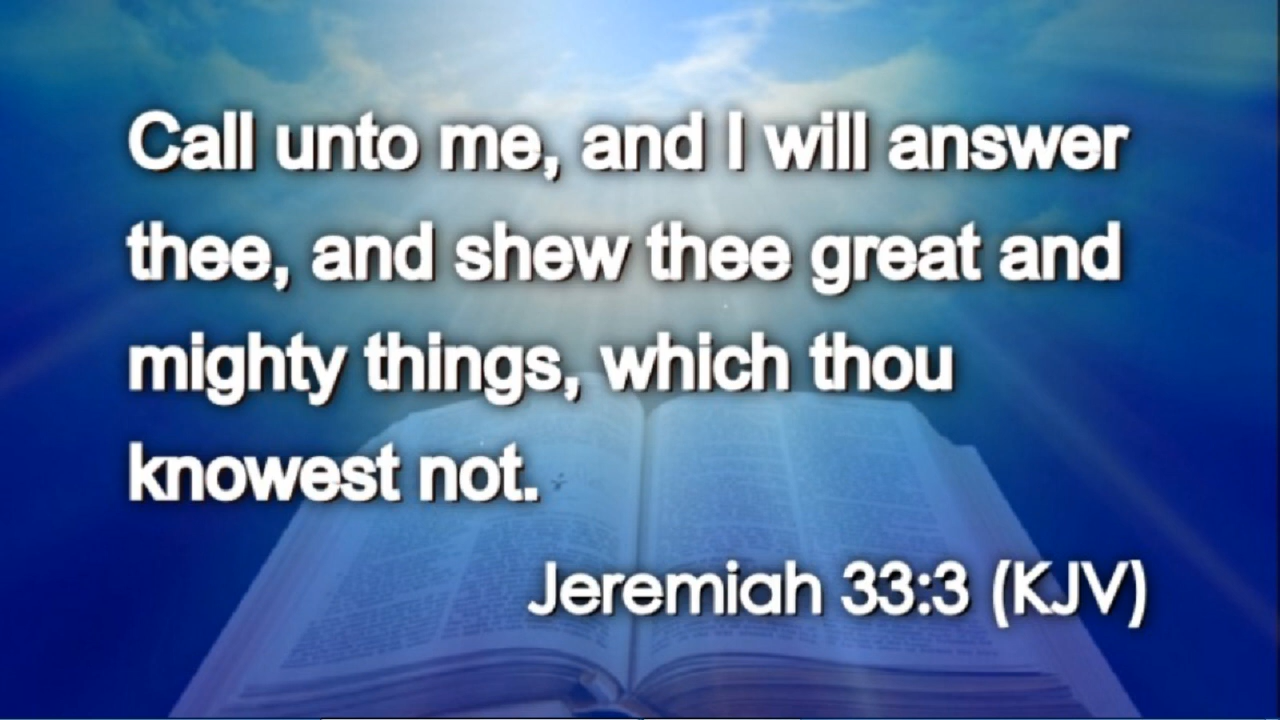 Call unto me, and I will answer
thee, and shew thee great and
mighty things, which thou
knowest not.
Jeremiah 33:3 (KJV)